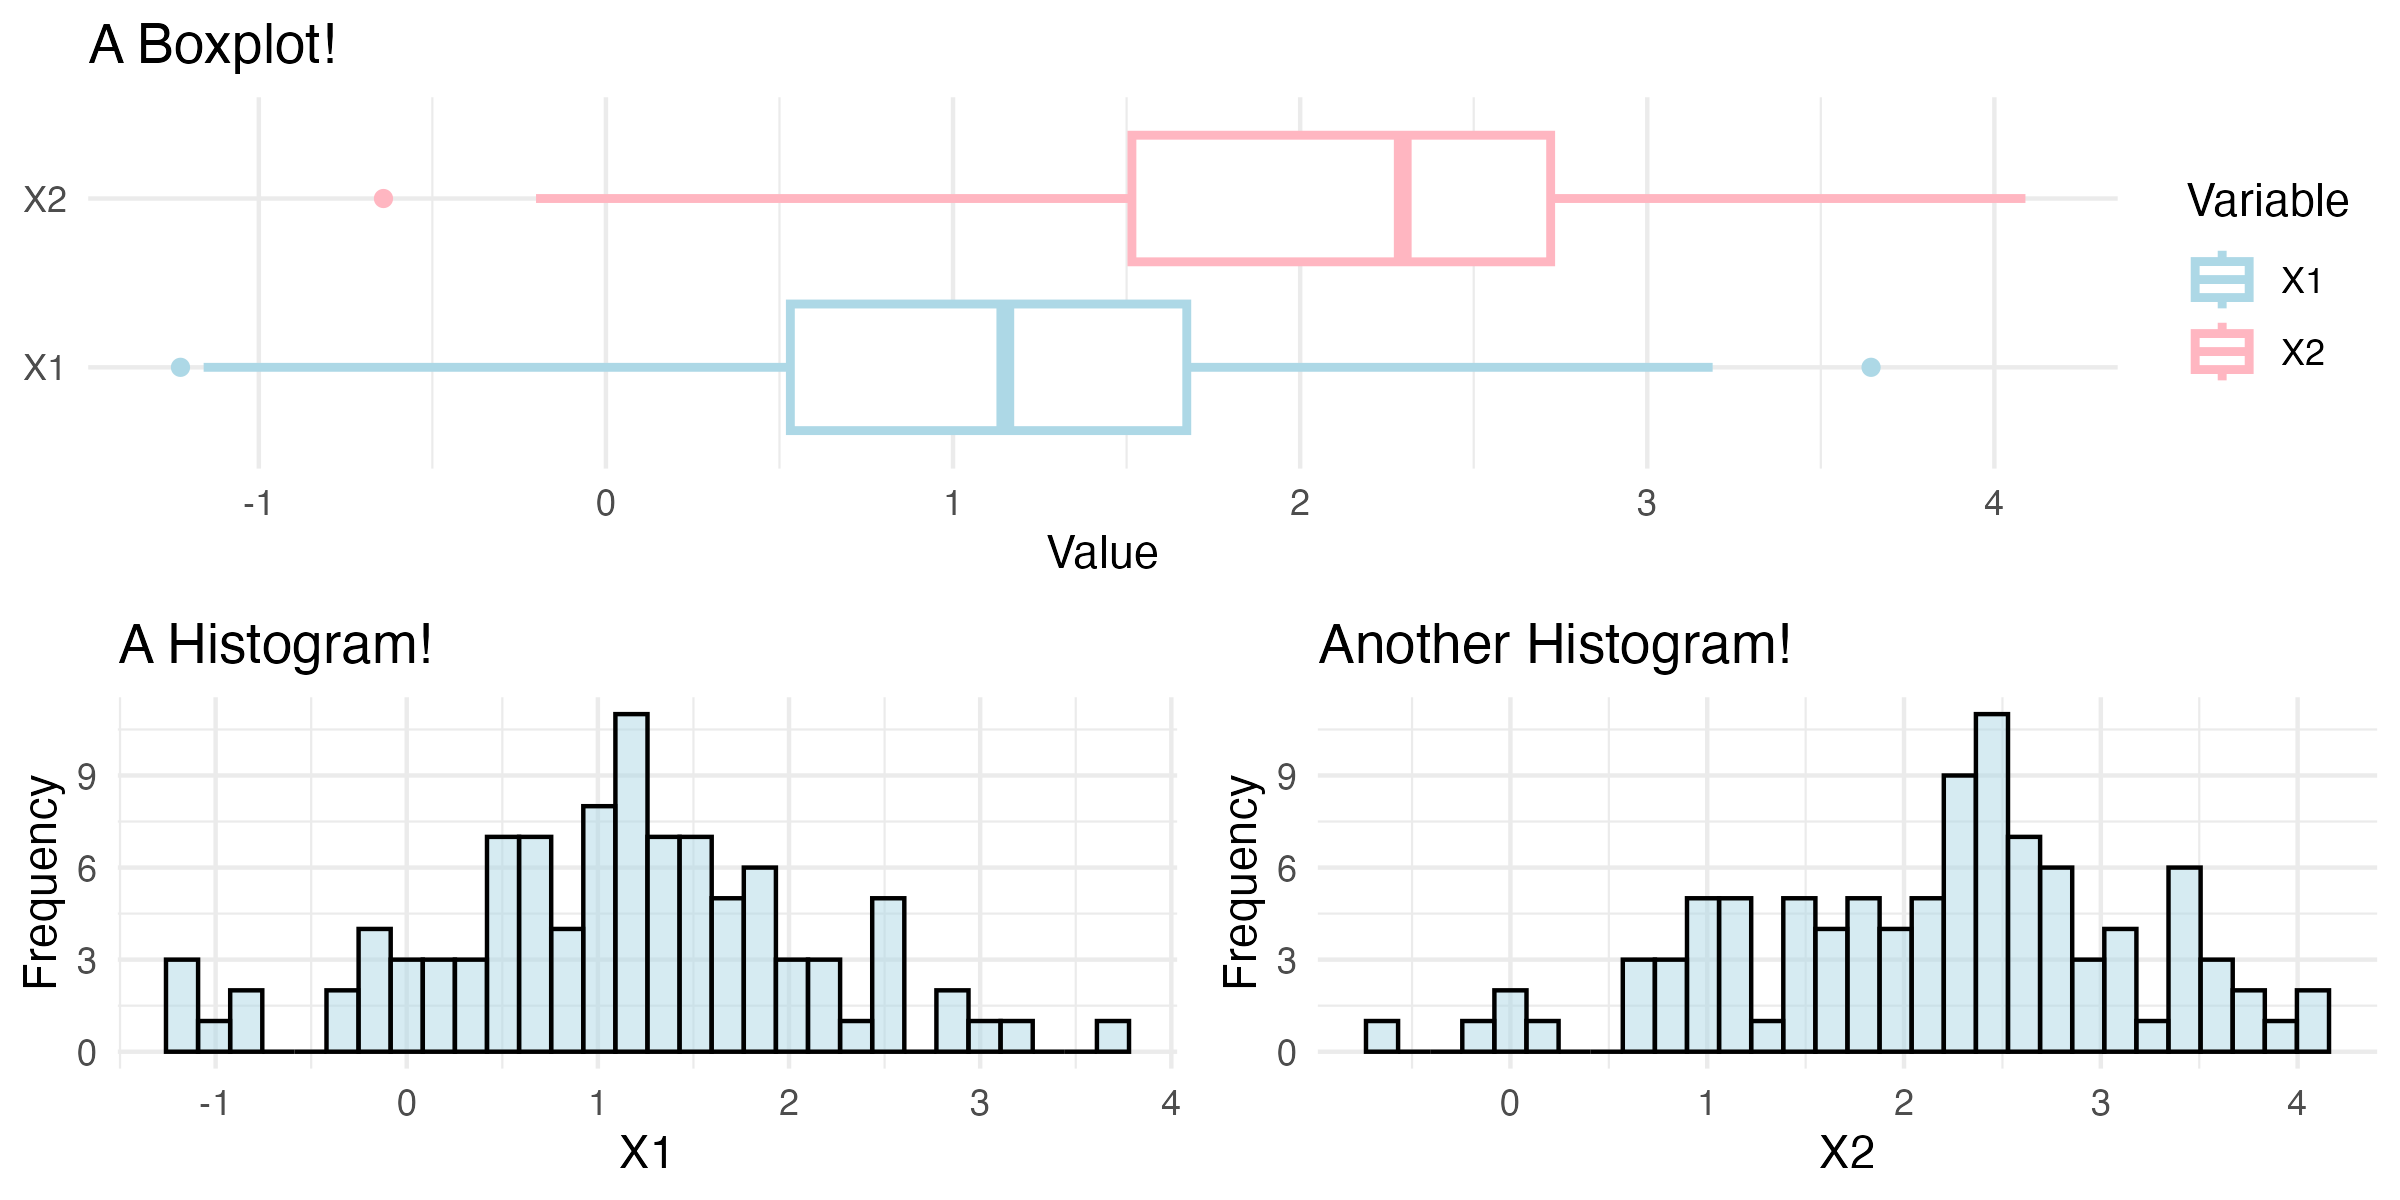 A Boxplot!
X2
X1
-1 0 1 2 3 4
Value
Variable
X1
X2
A Histogram!
Frequency
9
6
3
0
-1 0 1 2 3 4
X1
Another Histogram!
Frequency
9
6
3
0
0 1 2 3 4
X2